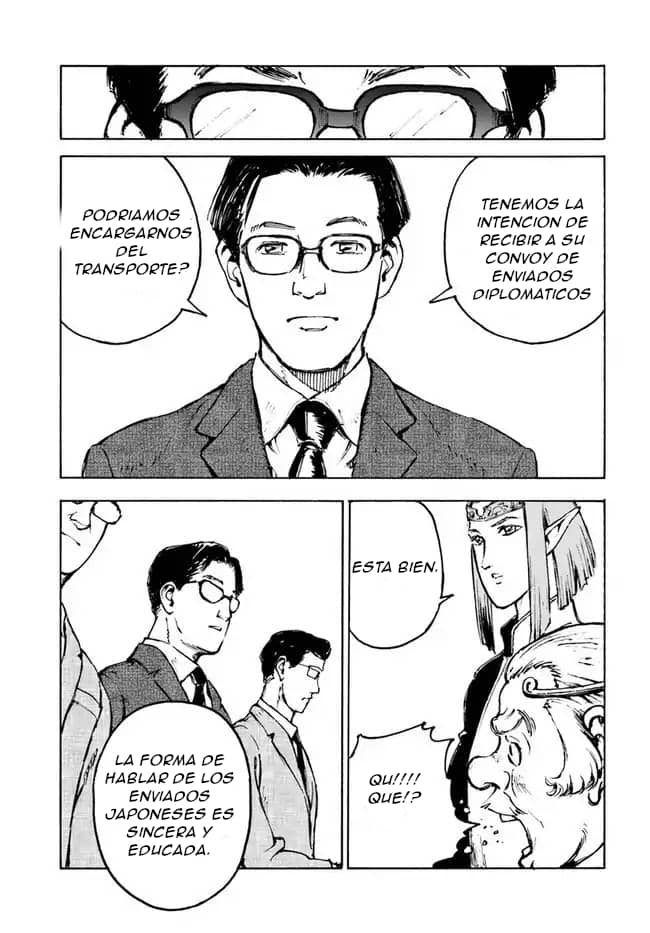 TENEMOS LA
INTENCION DE
RECIBIR A SU
CONVOY DE
ENVIADOS
DIPLOMATICOS
PODRIAMOS
ENCARGARNOS
DEL
TRANSPORTE?
ESTA BIEN.
QU!!!!
QUE!?
LA FORMA DE
HABLAR DE LOS
ENVIADOS
JAPONESES ES
SINCERA Y
EDUCADA.